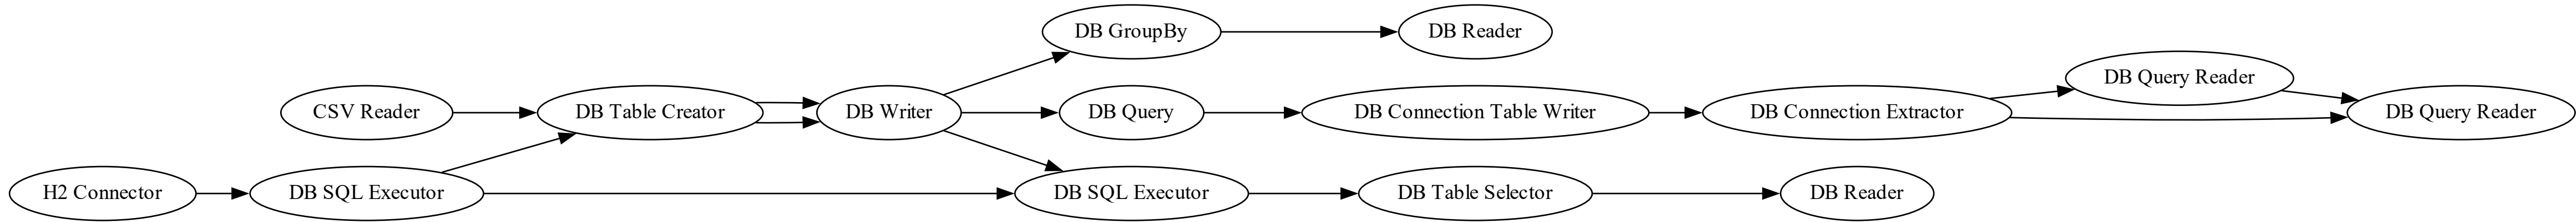 DB GroupBy
DB Reader
DB Query Reader
CSV Reader
DB Table Creator
DB Writer
DB Query
DB Connection Table Writer
DB Connection Extractor
DB Query Reader
H2 Connector
DB SQL Executor
DB SQL Executor
DB Table Selector
DB Reader